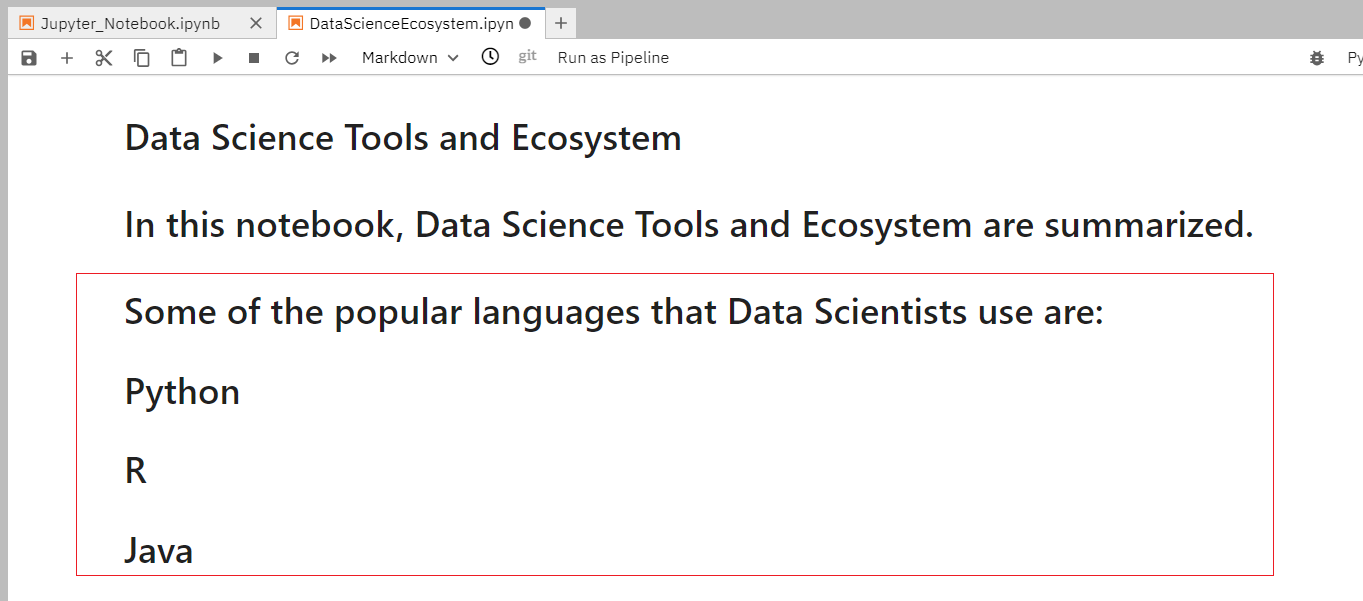 Jupyter_Notebook.ipynb
DataScienceEcosystem.ipyn
Markdown
git
Run as Pipeline
Py
Data Science Tools and Ecosystem
In this notebook, Data Science Tools and Ecosystem are summarized.
Some of the popular languages that Data Scientists use are:
Python
R
Java